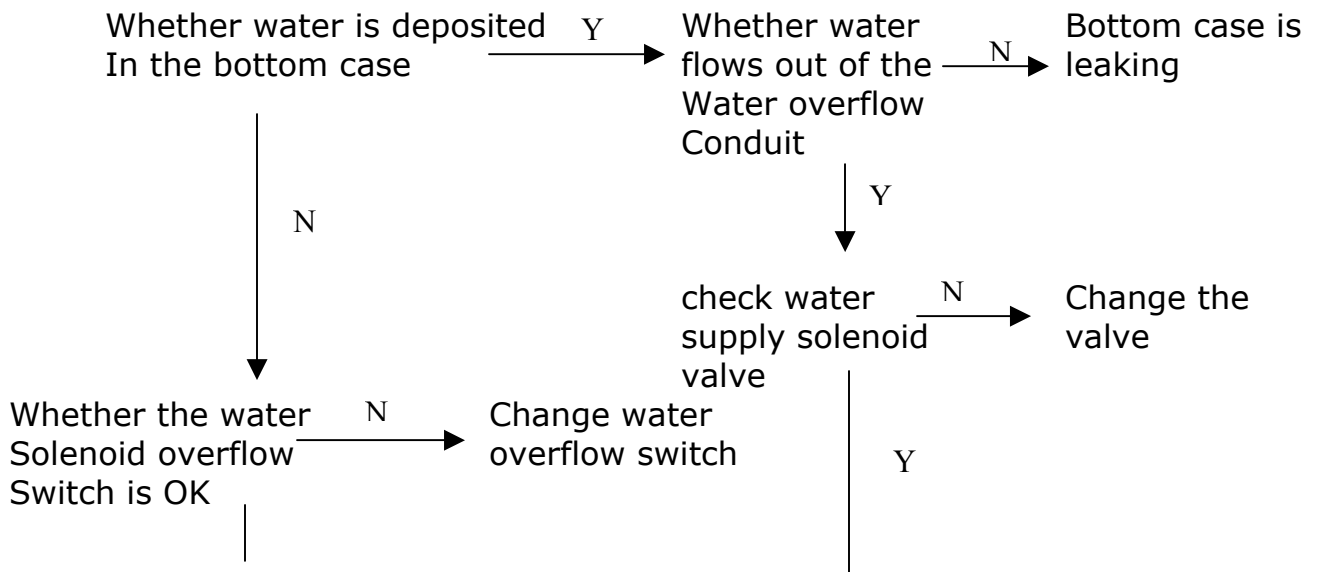 Whether water is deposited
In the bottom case
Y
Whether water
flows out of the
Water overflow
Conduit
N
Bottom case is
leaking
N
Y
check water
supply solenoid
valve
N
Change the
valve
Whether the water
Solenoid overflow
Switch is OK
N
Change water
overflow switch
Y